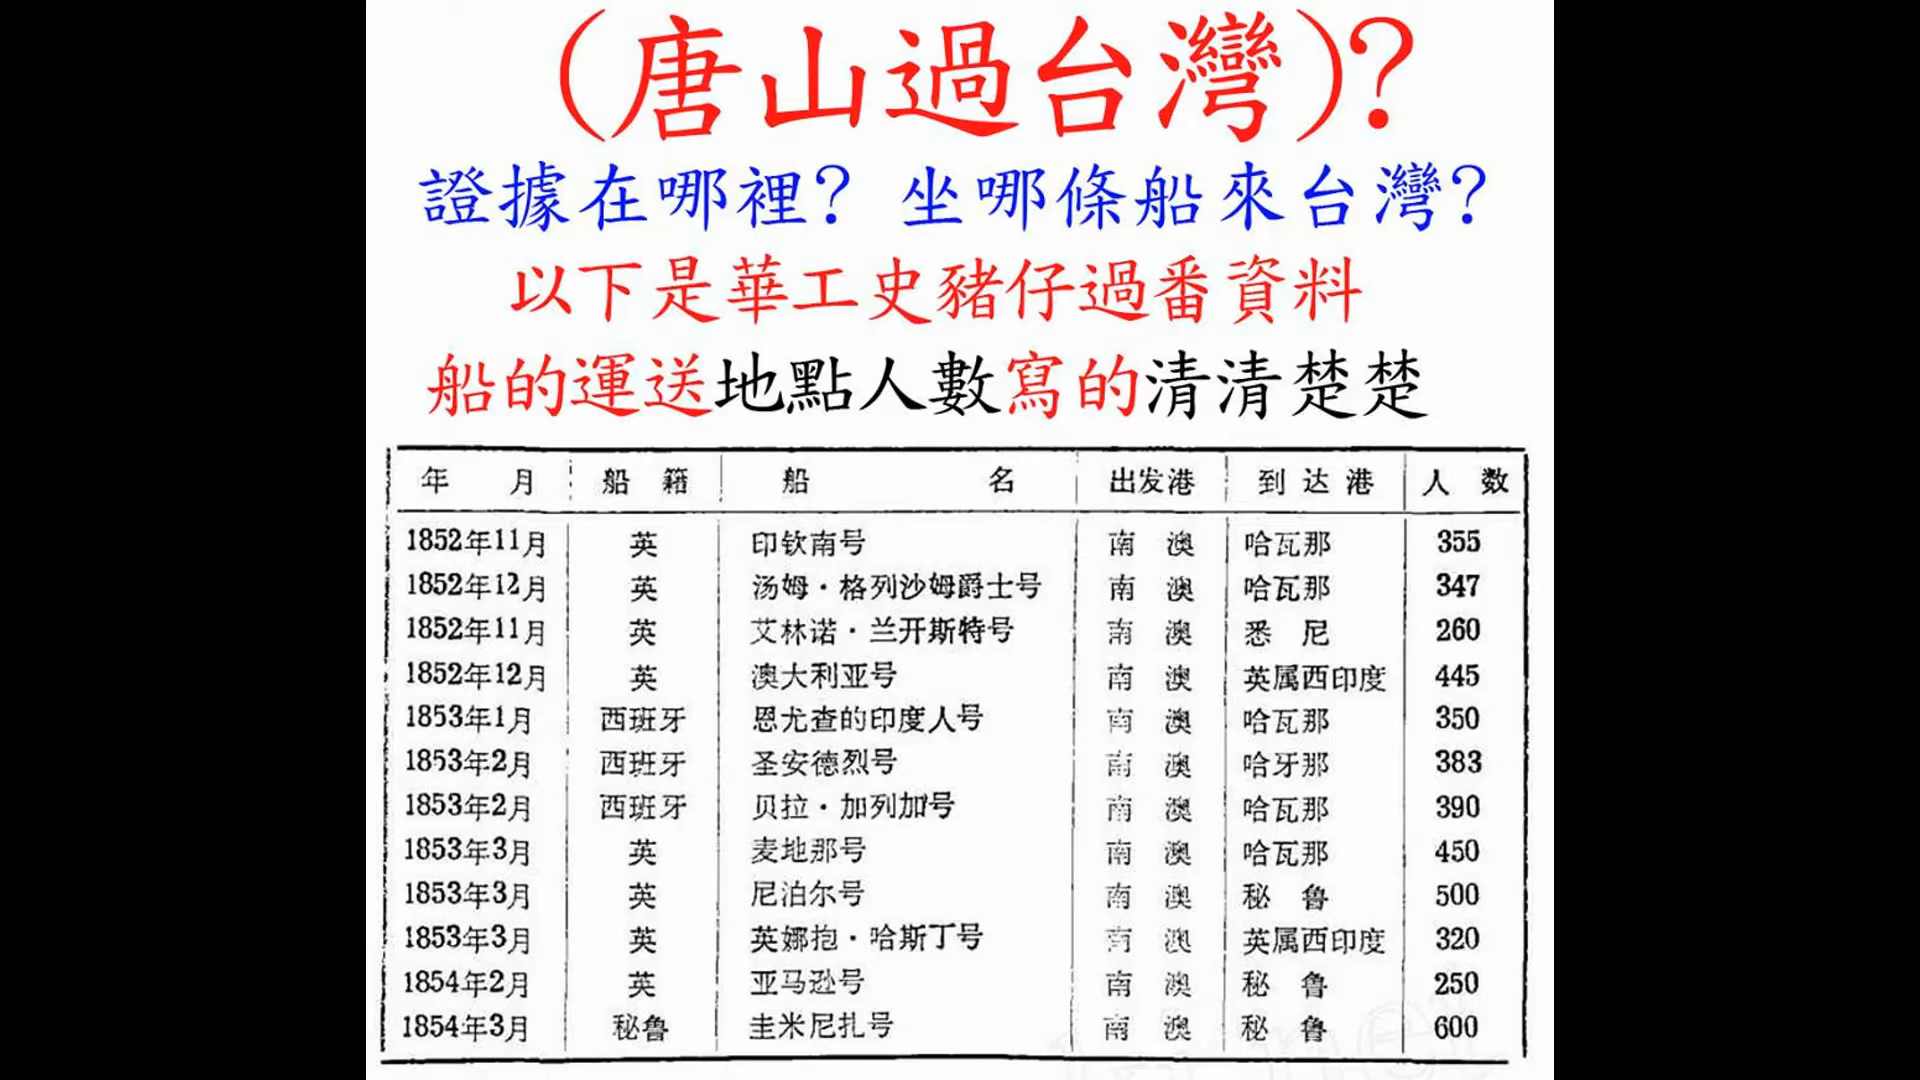 (唐山過台灣)?
證據在哪裡? 坐哪條船來台灣?
以下是華工史豬仔過番資料
船的運送地點人數寫的清清楚楚
年 月 船 籍 船 名 出发港 到 达 港 人 数
1852年11月 英 印钦南号 南 澳 哈瓦那 355
1852年12月 英 汤姆·格列沙姆爵士号 南 澳 哈瓦那 347
1852年11月 英 艾林诺·兰开斯特号 南 澳 悉 尼 260
1852年12月 英 澳大利亚号 南 澳 英属西印度 445
1853年1月 西班牙 恩尤查的印度人号 南 澳 哈瓦那 350
1853年2月 西班牙 圣安德烈号 南 澳 哈牙那 383
1853年2月 西班牙 贝拉·加列加号 南 澳 哈瓦那 390
1853年3月 英 麦地那号 南 澳 哈瓦那 450
1853年3月 英 尼泊尔号 南 澳 秘 鲁 500
1853年3月 英 英娜抱·哈斯丁号 南 澳 英属西印度 320
1854年2月 英 亚马逊号 南 澳 秘 鲁 250
1854年3月 秘鲁 圭米尼扎号 南 澳 秘 鲁 600